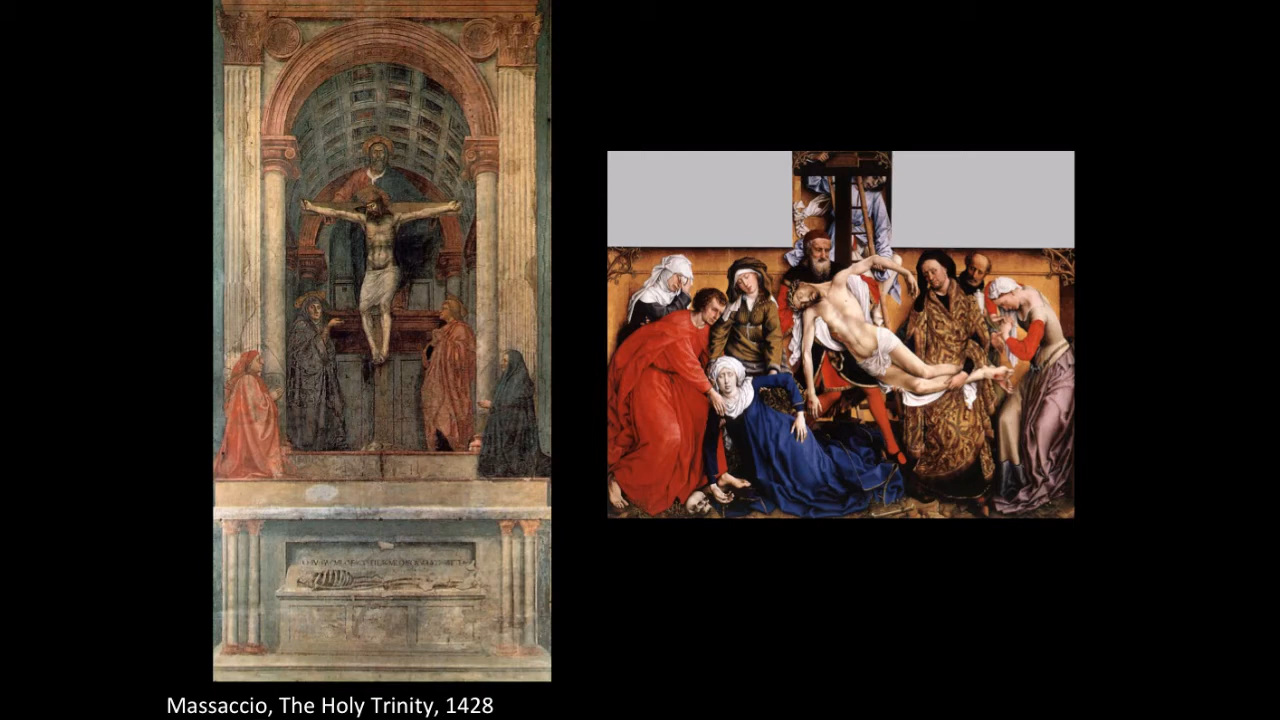 Massaccio, The Holy Trinity, 1428